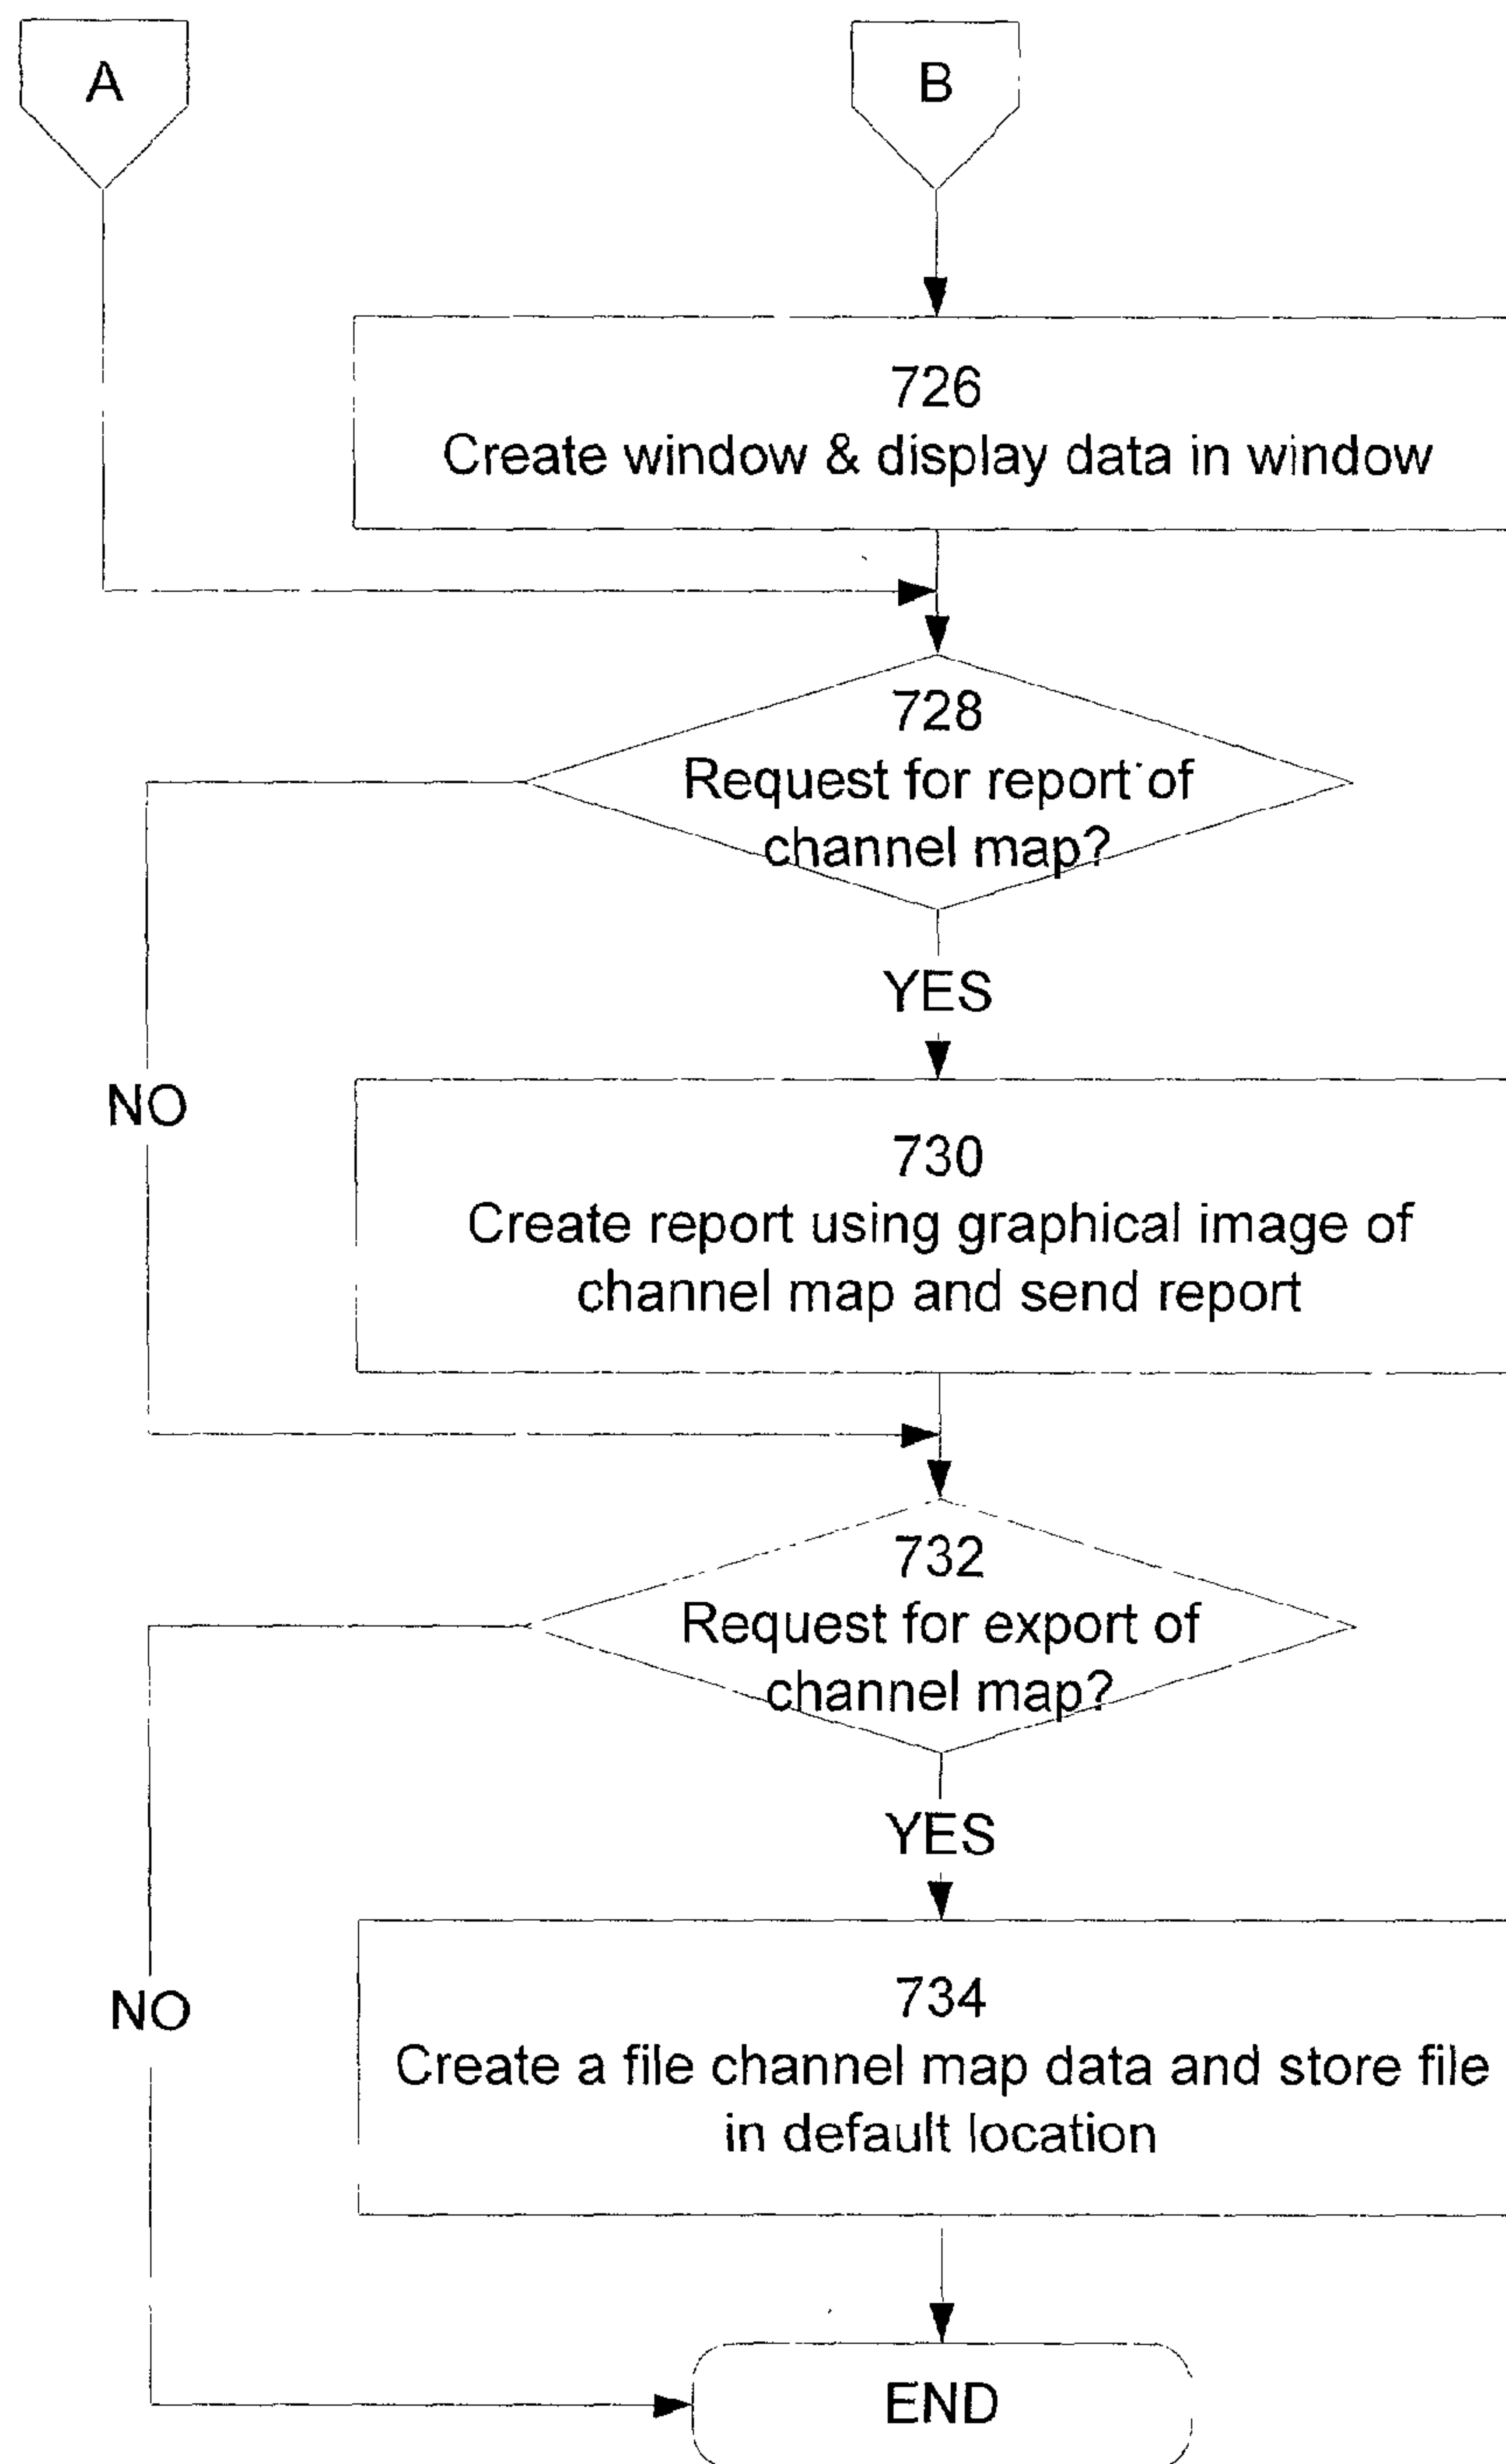 A
B
726
Create window & display data in window
728
Request for report of
channel map?
YES
NO
730
Create report using graphical image of
channel map and send report
732
Request for export of
channel map?
YES
NO
734
Create a file channel map data and store file
in default location
END